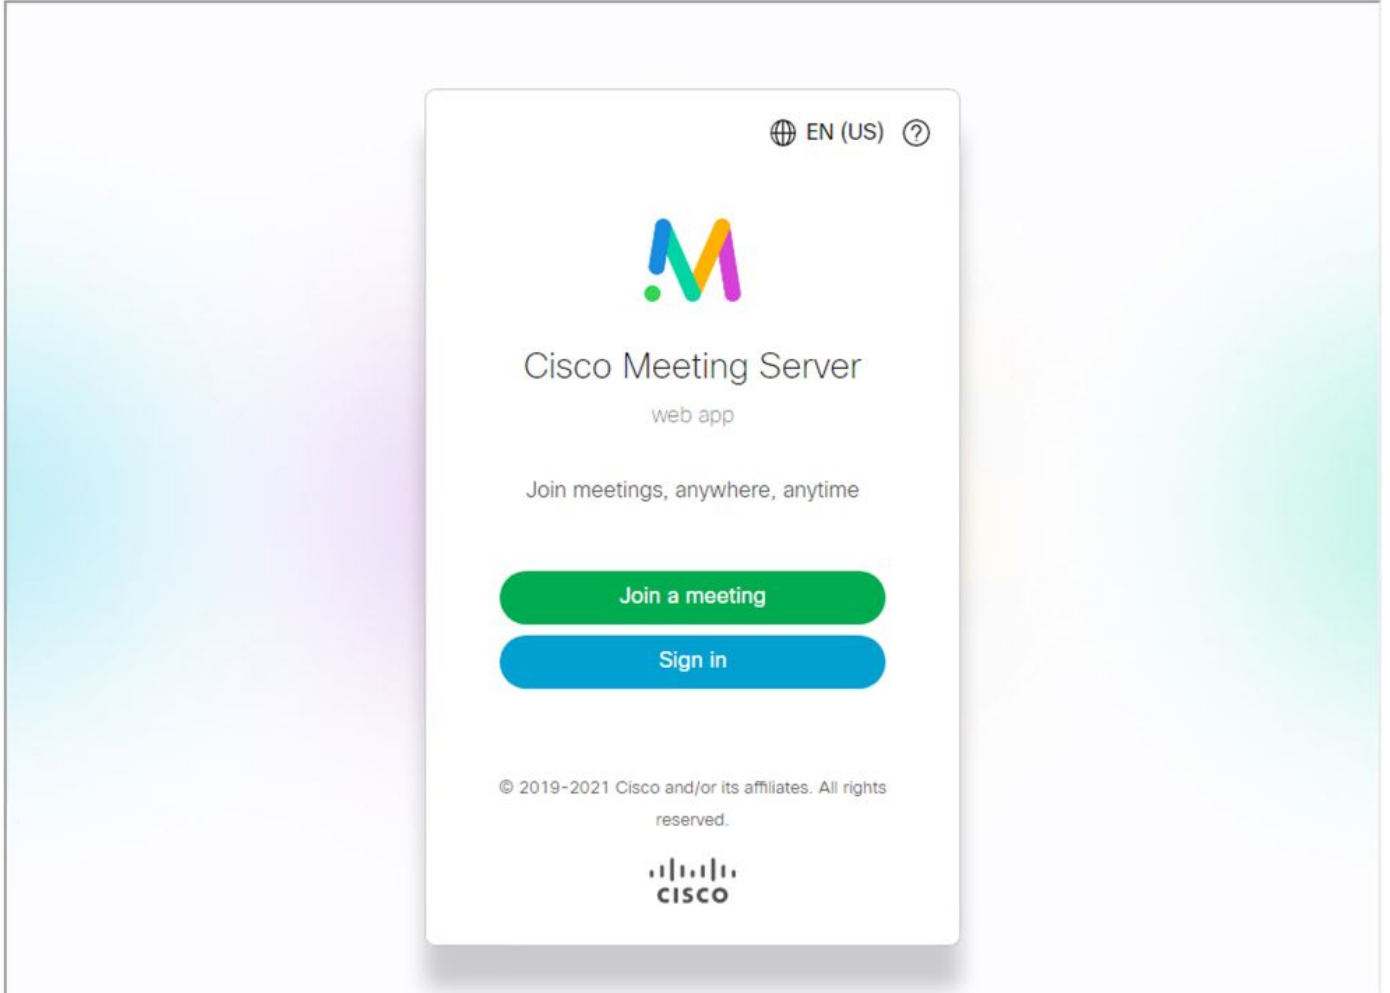 EN (US)
Cisco Meeting Server
web app
Join meetings, anywhere, anytime
Join a meeting
Sign in
© 2019-2021 Cisco and/or its affiliates. All rights
reserved.
CISCO